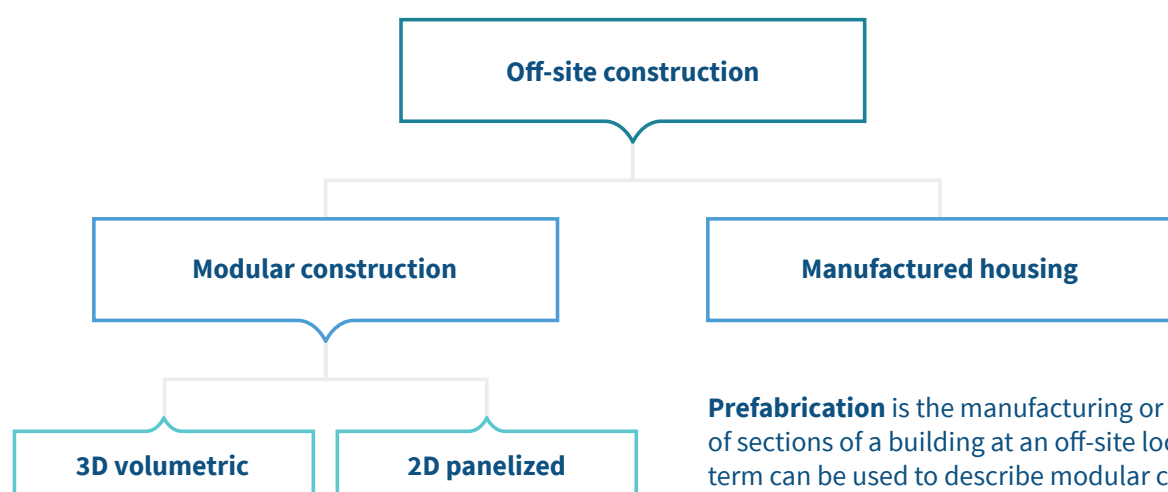 Off-site construction
Modular construction
Manufactured housing
3D volumetric
2D panelized
Prefabrication is the manufacturing or
of sections of a building at an off-site
term can be used to describe modular